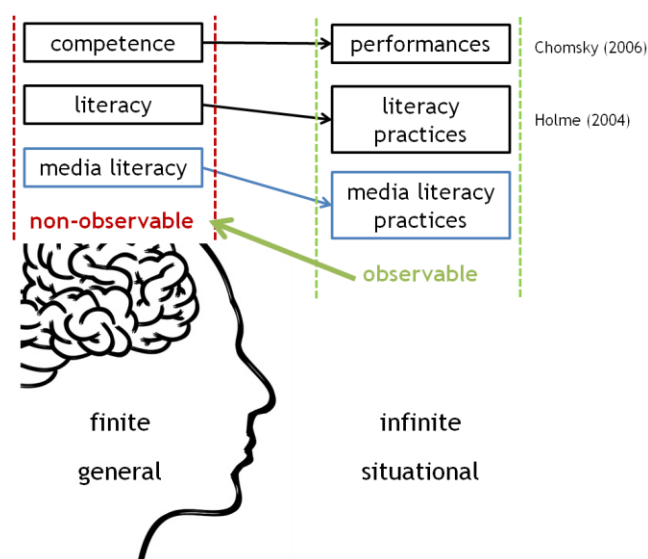 competence
performances
Chomsky (2006)
literacy
literacy
practices
Holme (2004)
media literacy
media literacy
practices
non-observable
observable
finite
infinite
general
situational